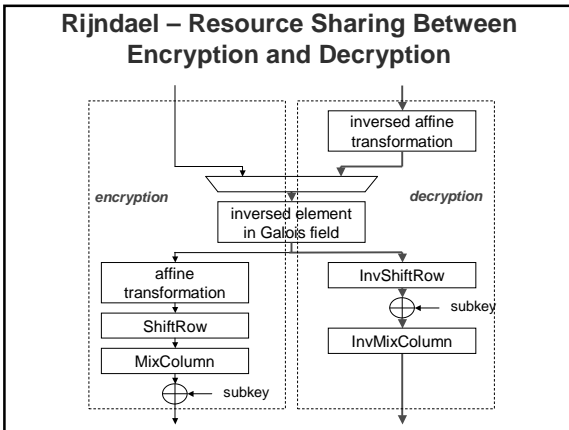 Rijndael – Resource Sharing Between
Encryption and Decryption
inversed affine
transformation
encryption
decryption
inversed element
in Galois field
affine
transformation
ShiftRow
MixColumn
subkey
InvShiftRow
subkey
InvMixColumn